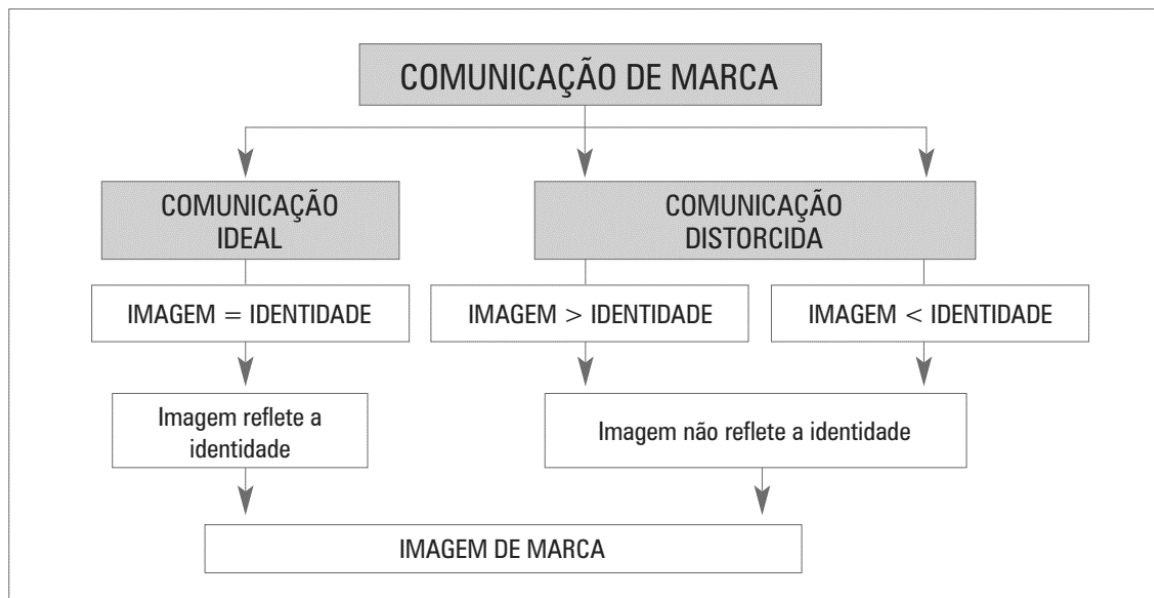 COMUNICAÇÃO DE MARCA
COMUNICAÇÃO
IDEAL
COMUNICAÇÃO
DISTORCIDA
IMAGEM = IDENTIDADE
IMAGEM > IDENTIDADE
IMAGEM < IDENTIDADE
Imagem reflete a
identidade
Imagem não reflete a identidade
IMAGEM DE MARCA